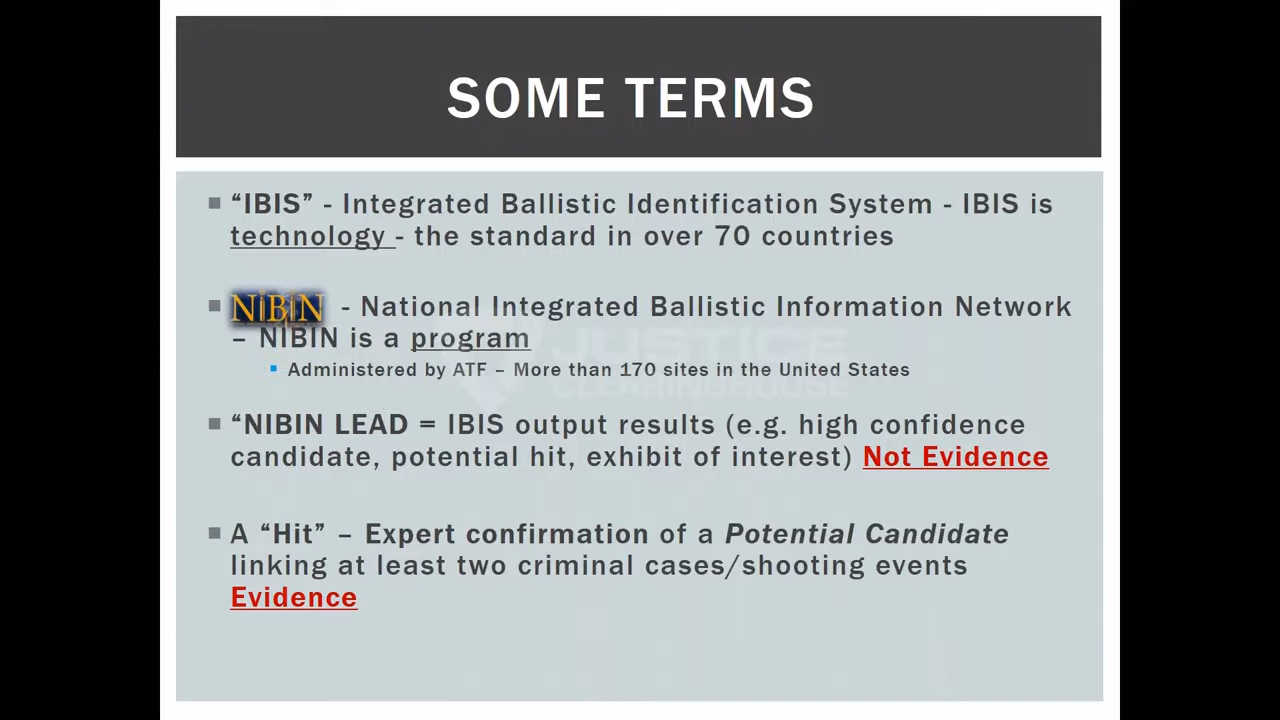 SOME TERMS
“IBIS” - Integrated Ballistic Identification System - IBIS is
technology - the standard in over 70 countries
NIBIN - National Integrated Ballistic Information Network
– NIBIN is a program
JUSTICE
CLEARINGHOUSE
Administered by ATF – More than 170 sites in the United States
“NIBIN LEAD = IBIS output results (e.g. high confidence
candidate, potential hit, exhibit of interest) Not Evidence
A “Hit” – Expert confirmation of a Potential Candidate
linking at least two criminal cases/shooting events
Evidence